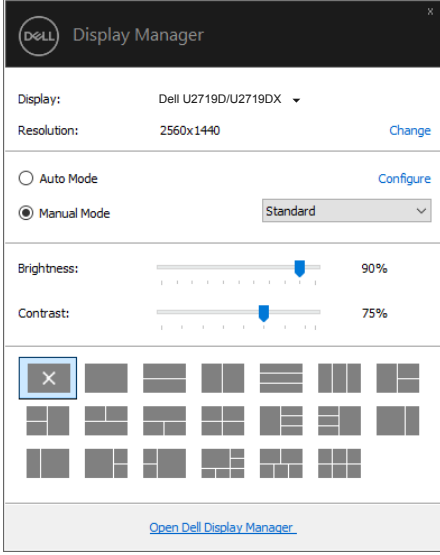 x
DELL Display Manager
Display: Dell U2719D/U2719DX
Resolution: 2560x1440 Change
Auto Mode Configure
Manual Mode Standard
Brightness: 90%
Contrast: 75%
Open Dell Display Manager